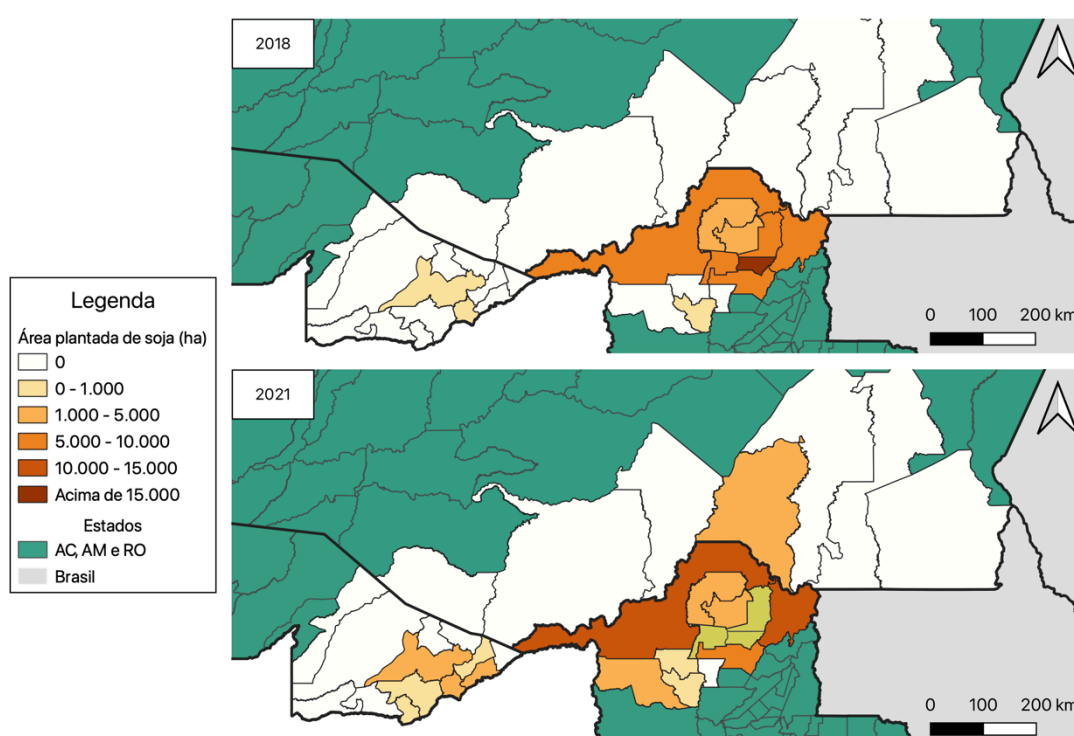 2018
0 100 200 km
Legenda
Área plantada de soja (ha)
0
0 - 1.000
1.000 - 5.000
5.000 - 10.000
10.000 - 15.000
Acima de 15.000
Estados
AC, AM e RO
Brasil
2021
0 100 200 km